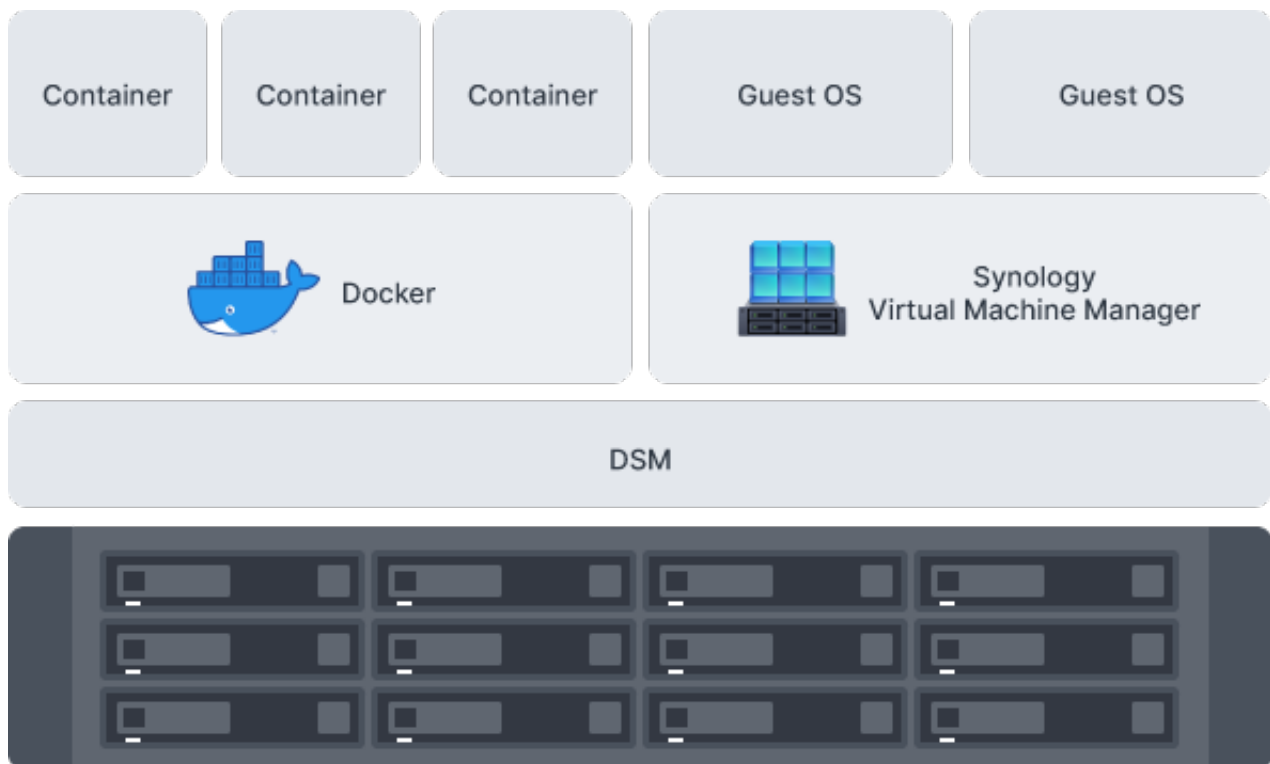 Container
Container
Container
Guest OS
Guest OS
Docker
Synology
Virtual Machine Manager
DSM